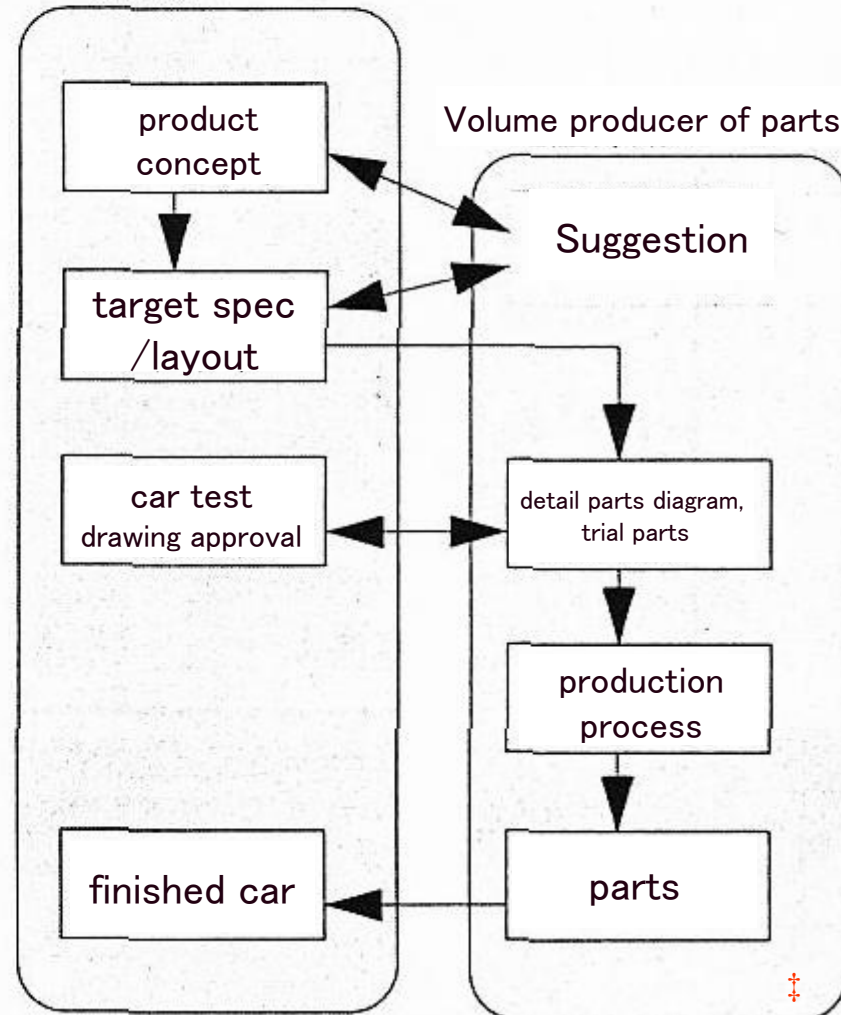 product
concept
Volume producer of parts
Suggestion
target spec
/layout
car test
drawing approval
detail parts diagram,
trial parts
production
process
finished car
parts
‡